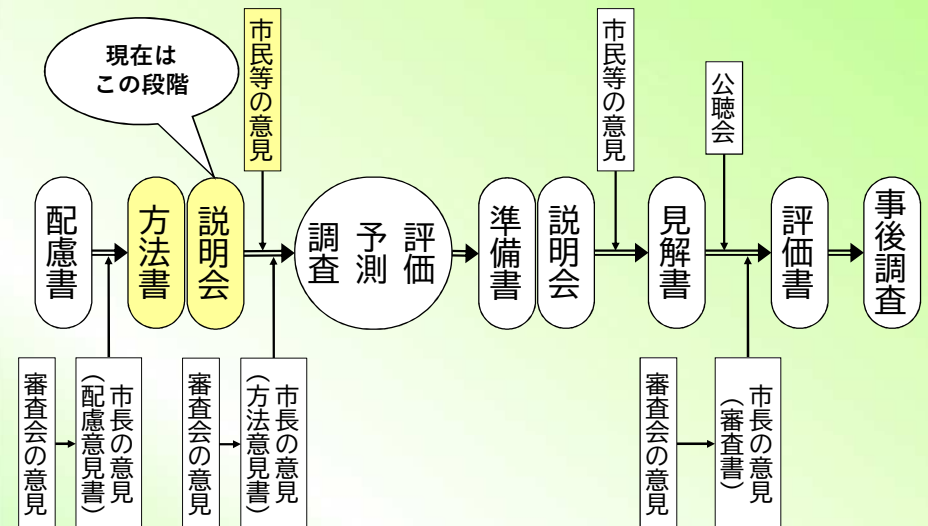 現在は
この段階
市民等の意見
市民等の意見
公聴会
配慮書
方法書
説明会
調査
予測
評価
準備書
説明会
見解書
評価書
事後調査
審査会の意見
市長の意見
(配慮意見書)
審査会の意見
市長の意見
(方法意見書)
審査会の意見
市長の意見
(審査書)